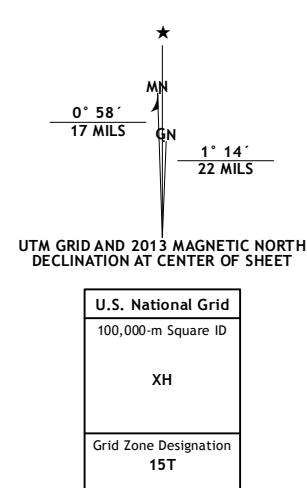 MN
0° 58´
17 MILS
GN
1° 14´
22 MILS
UTM GRID AND 2013 MAGNETIC NORTH
DECLINATION AT CENTER OF SHEET
U.S. National Grid
100,000-m Square ID
XH
Grid Zone Designation
15T